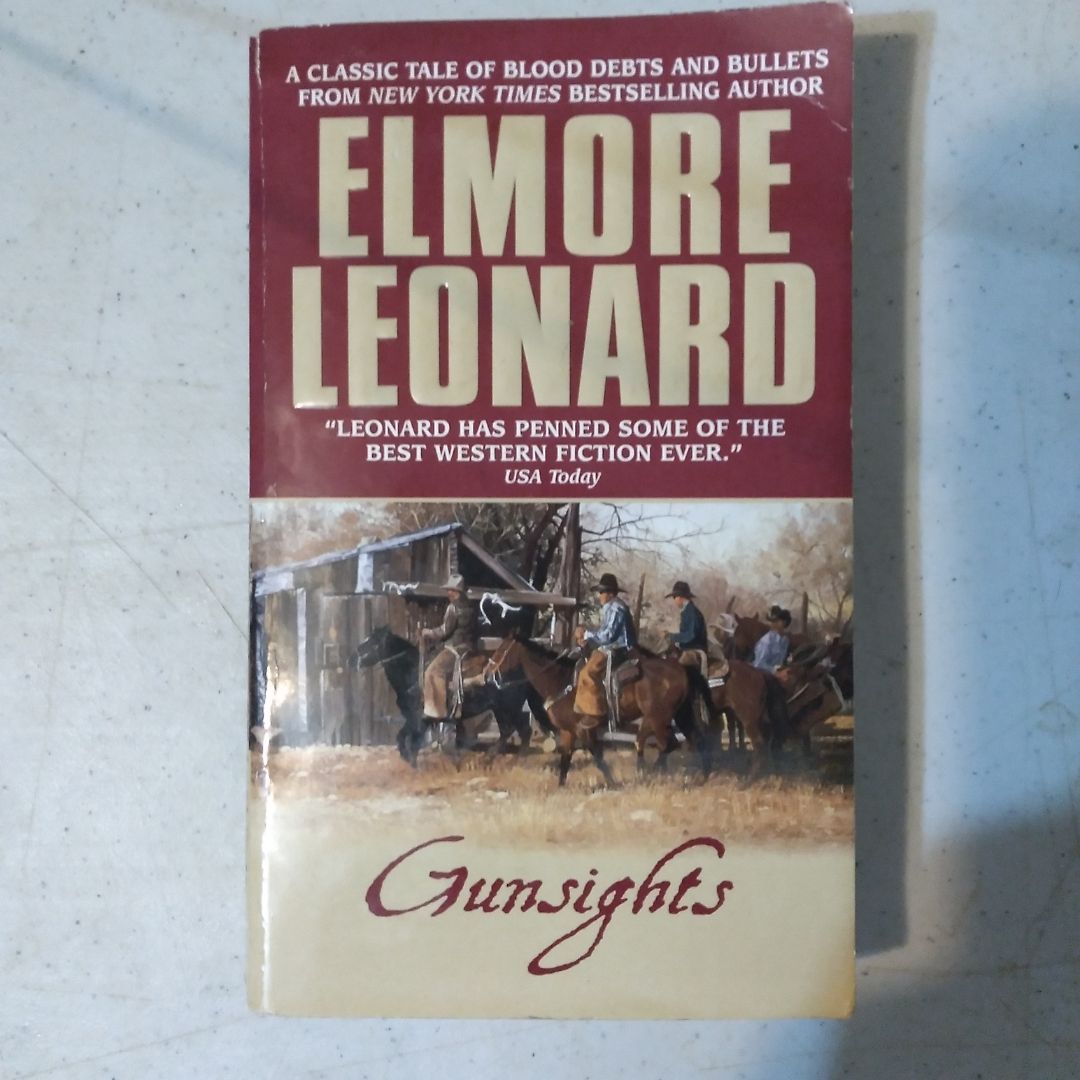 A CLASSIC TALE OF BLOOD DEBTS AND BULLETS
FROM NEW YORK TIMES BESTSELLING AUTHOR
ELMORE
LEONARD
“LEONARD HAS PENNED SOME OF THE
BEST WESTERN FICTION EVER.”
USA Today
Gunsights